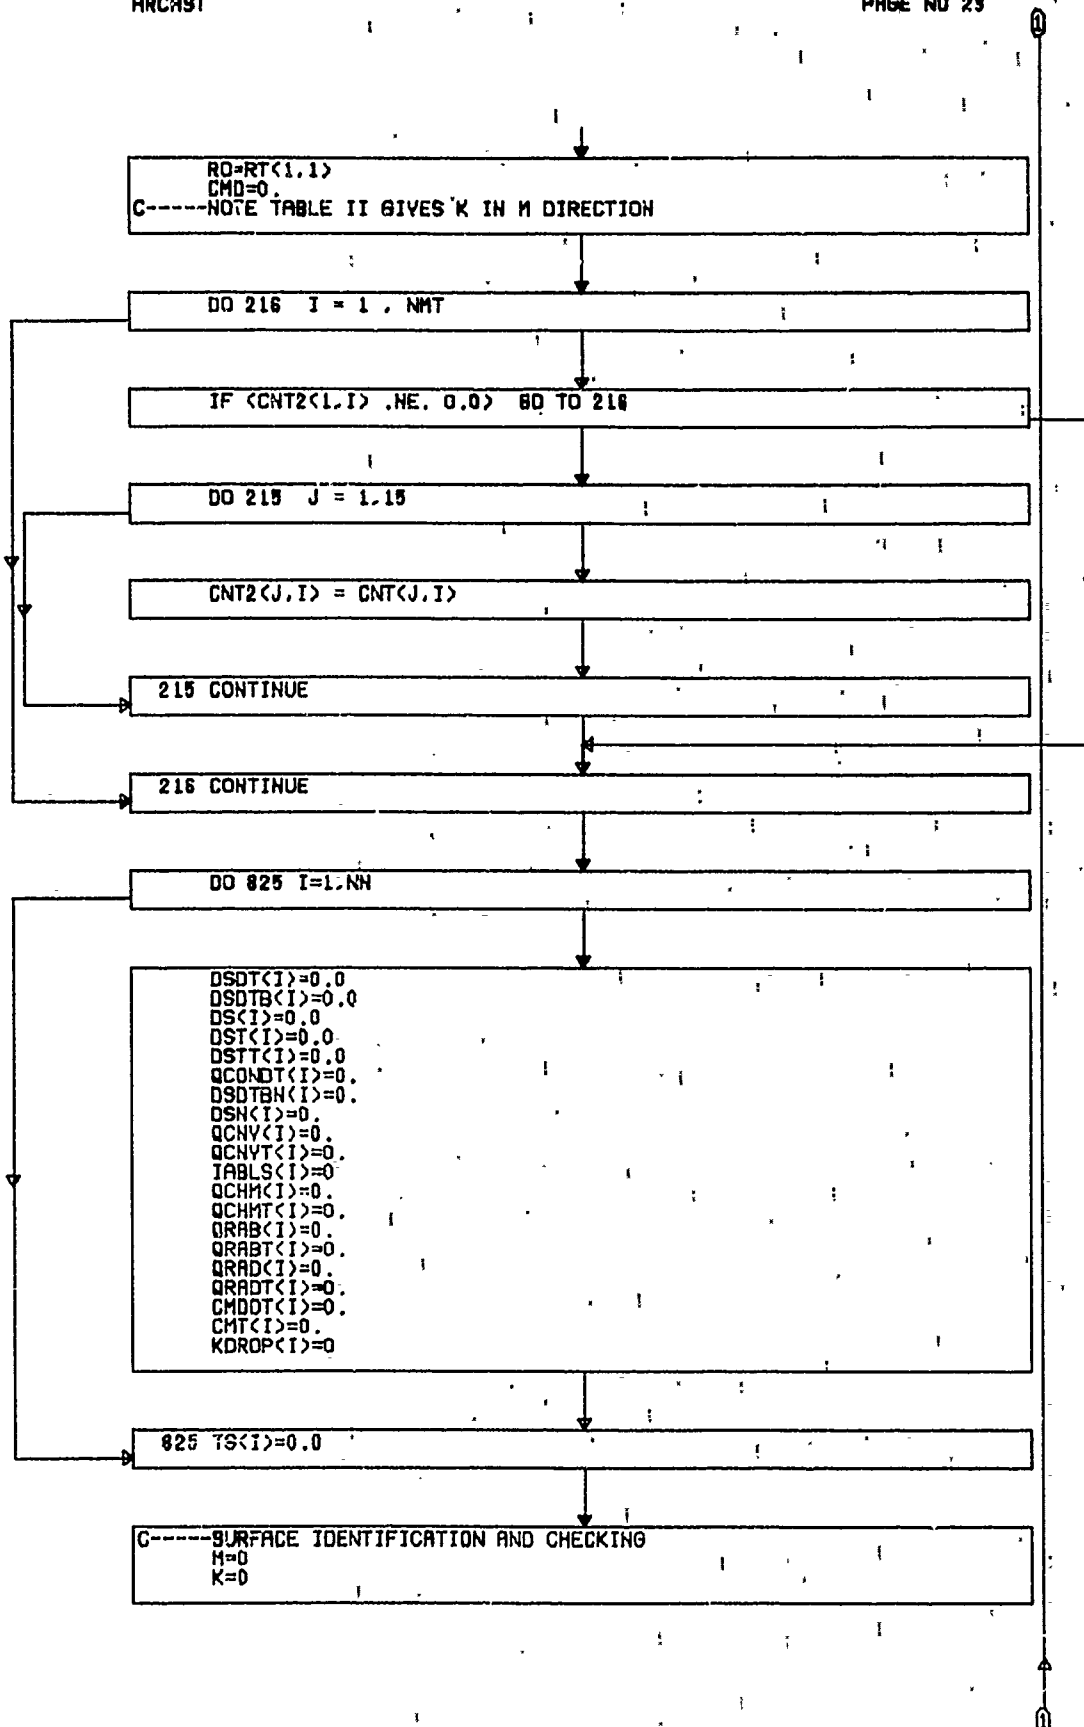 ARCAST
PAGE NO 23
1
RO=RT(1,1)
CMD=0.
C-----NOTE TABLE II GIVES K IN M DIRECTION
DO 216 I = 1 , NMT
IF (CNT2(1,I) .NE. 0.0) GO TO 216
DO 215 J = 1,15
CNT2(J,I) = CNT(J,I)
215 CONTINUE
216 CONTINUE
DO 825 I=1,NN
DSDT(I)=0.0
DSDTB(I)=0.0
DS(I)=0.0
DST(I)=0.0
DSTT(I)=0.0
QCONDT(I)=0.
DSDTBN(I)=0.
DSN(I)=0.
QCNV(I)=0.
QCNVT(I)=0.
IABLS(I)=0
QCHM(I)=0.
QCHMT(I)=0.
QRAB(I)=0.
QRABT(I)=0.
QRAD(I)=0.
QRADT(I)=0.
CMDOT(I)=0.
CMT(I)=0.
KDROP(I)=0
825 TS(I)=0.0
C-----SURFACE IDENTIFICATION AND CHECKING
M=0
K=0
1